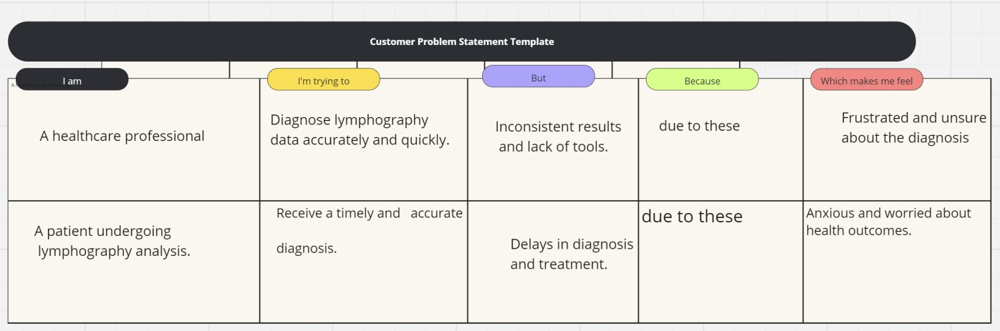 Customer Problem Statement Template
I am
I'm trying to
But
Because
Which makes me feel
A healthcare professional
Diagnose lymphography
data accurately and quickly.
Inconsistent results
and lack of tools.
due to these
Frustrated and unsure
about the diagnosis
A patient undergoing
lymphography analysis.
Receive a timely and accurate
diagnosis.
Delays in diagnosis
and treatment.
due to these
Anxious and worried about
health outcomes.